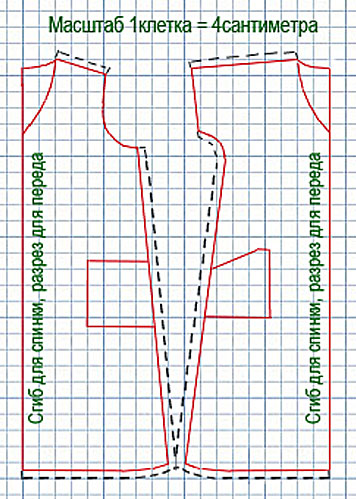 Масштаб 1клетка = 4сантиметра
Сгиб для спинки, разрез для переда
Сгиб для спинки, разрез для переда